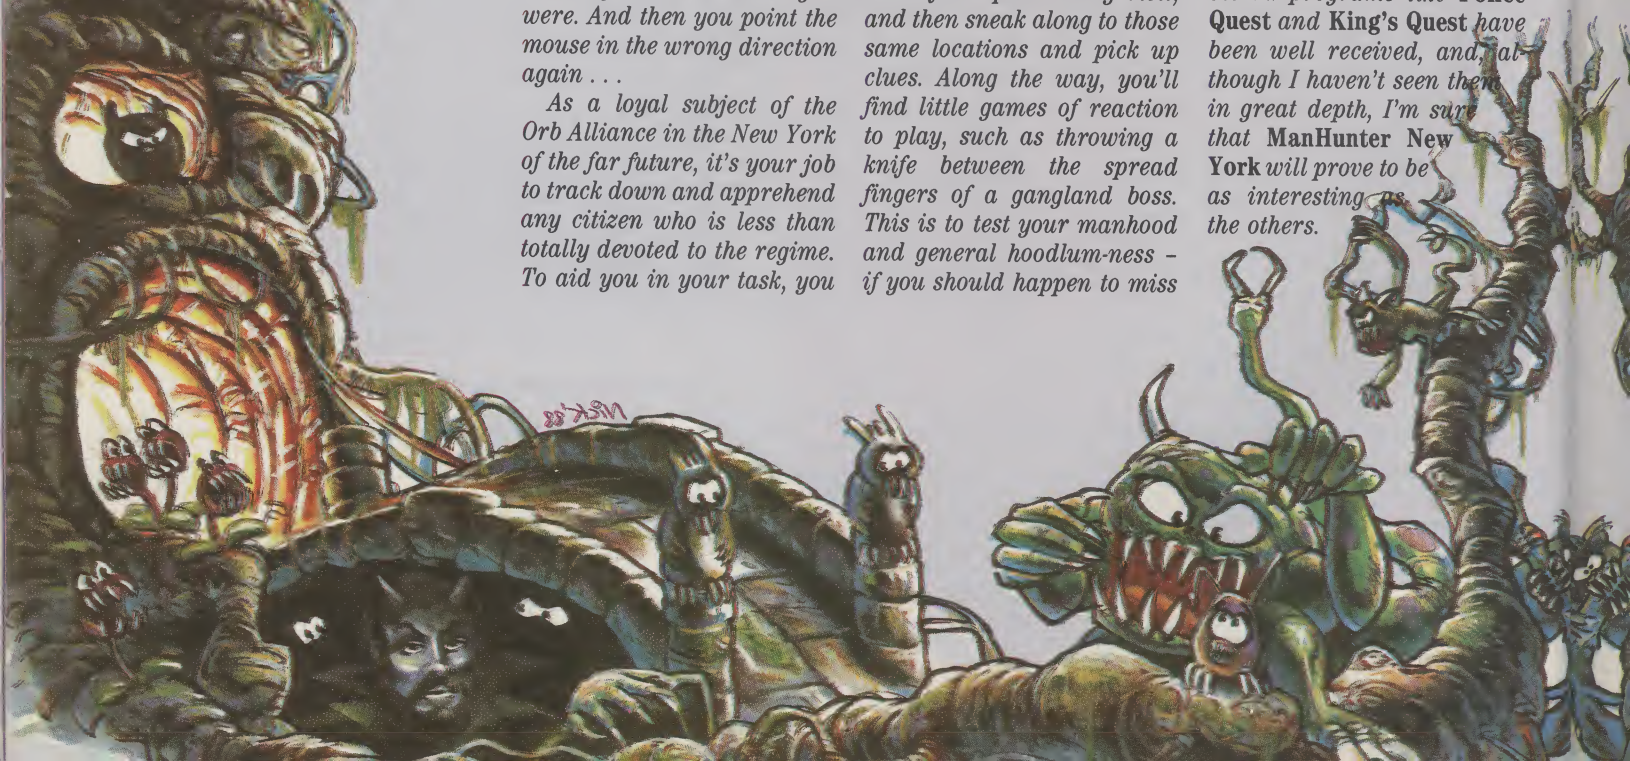 were. And then you point the
mouse in the wrong direction
again . . .
As a loyal subject of the
Orb Alliance in the New York
of the far future, it's your job
to track down and apprehend
any citizen who is less than
totally devoted to the regime.
To aid you in your task, you
and then sneak along to those
same locations and pick up
clues. Along the way, you'll
find little games of reaction
to play, such as throwing a
knife between the spread
fingers of a gangland boss.
This is to test your manhood
and general hoodlum-ness –
if you should happen to miss
Quest and King's Quest have
been well received, and, al-
though I haven't seen them
in great depth, I'm sure
that ManHunter New
York will prove to be
as interesting as
the others.
NICK '88